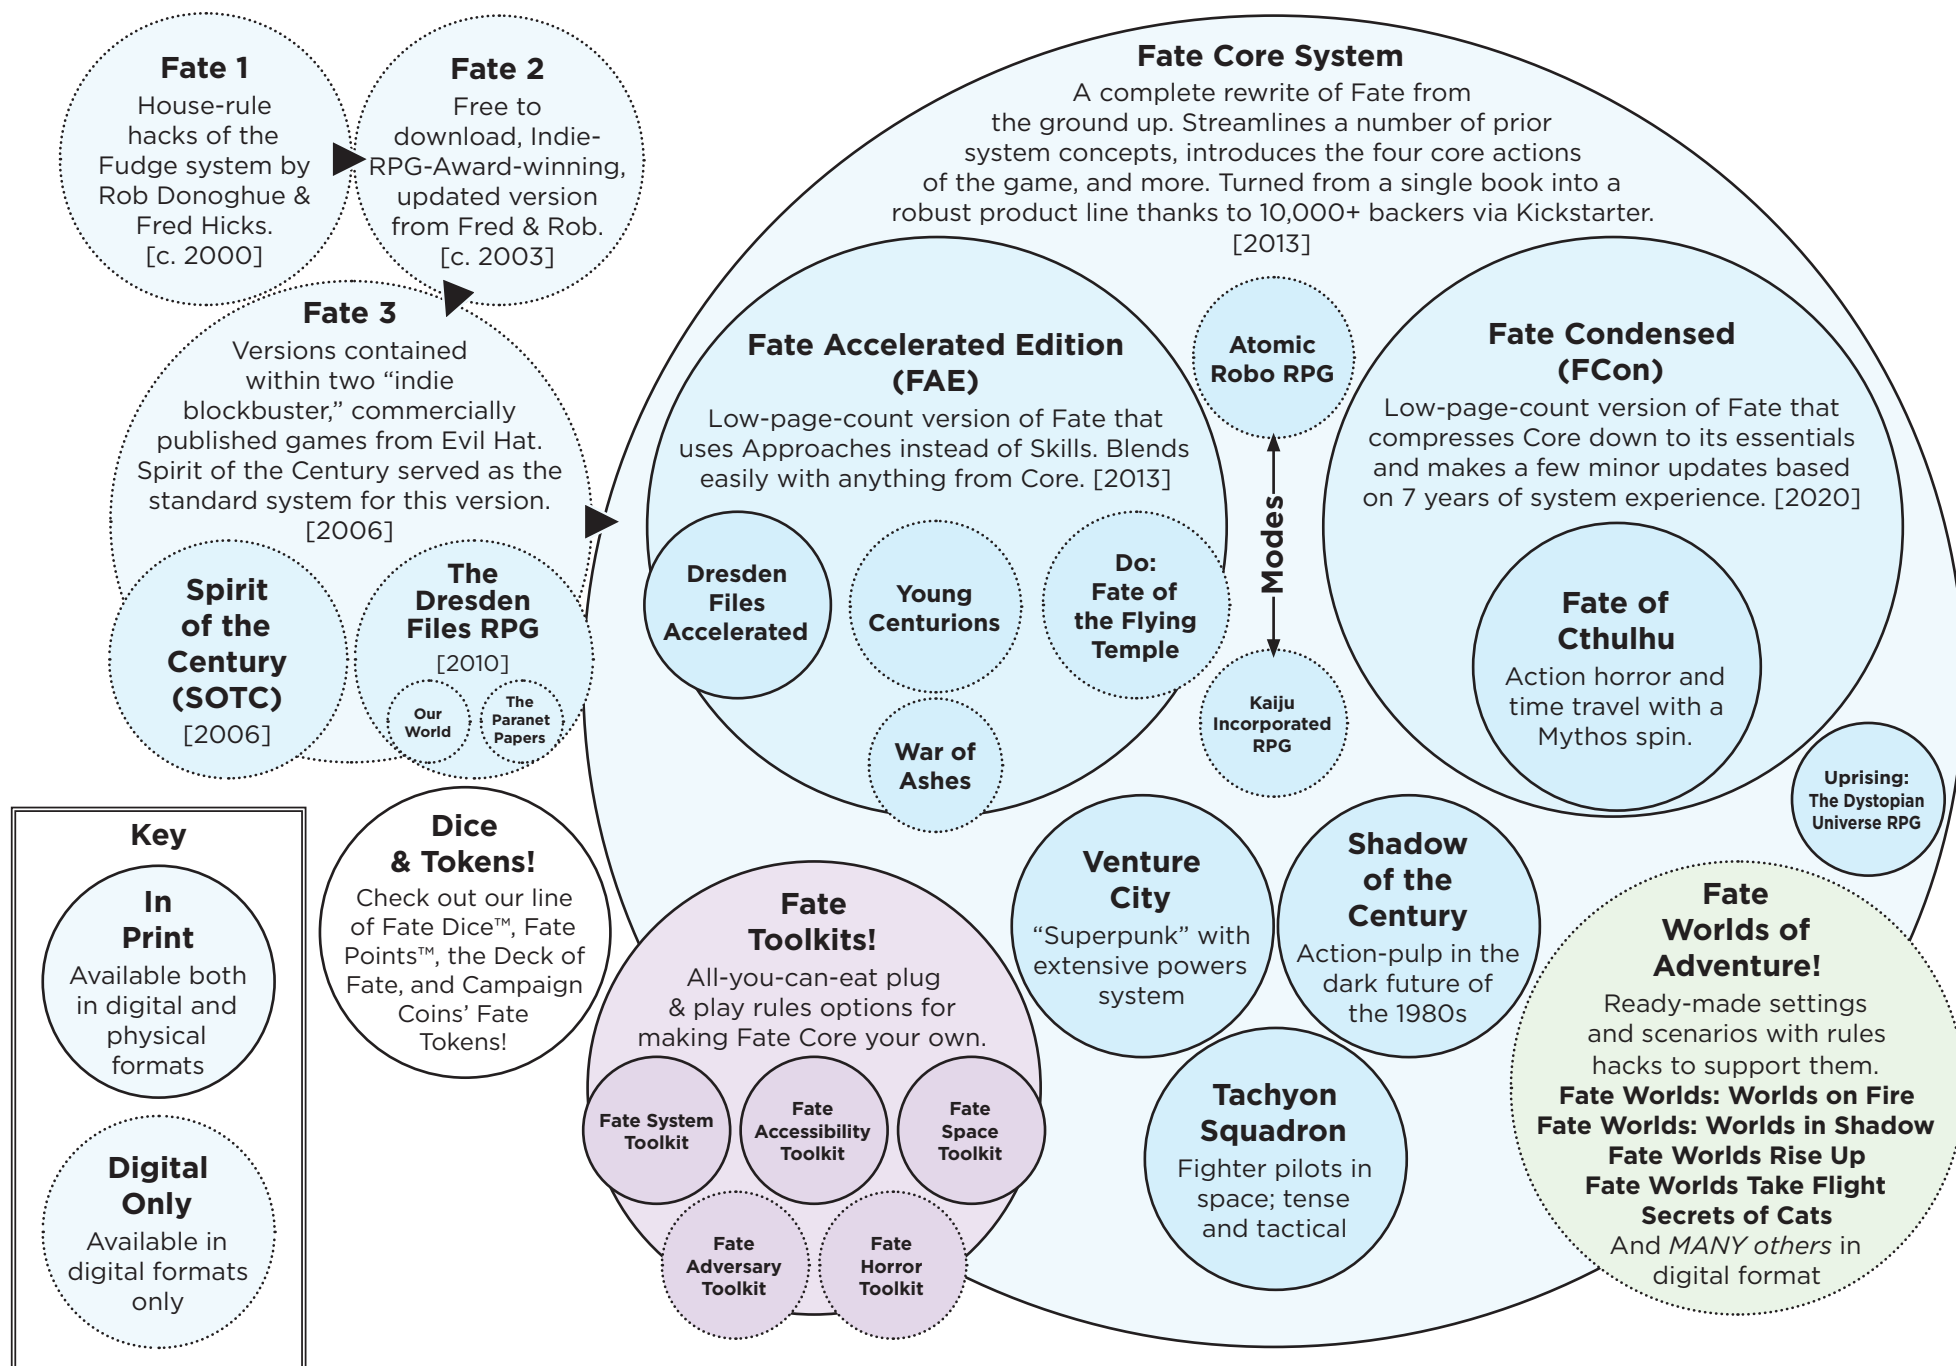 Fate 1
House-rule
hacks of the
Fudge system by
Rob Donoghue &
Fred Hicks.
[c. 2000]
Fate 2
Free to
download, Indie-
RPG-Award-winning,
updated version
from Fred & Rob.
[c. 2003]
Fate 3
Versions contained
within two “indie
blockbuster,” commercially
published games from Evil Hat.
Spirit of the Century served as the
standard system for this version.
[2006]
Spirit
of the
Century
(SOTC)
[2006]
The
Dresden
Files RPG
[2010]
Our
World
The
Paranet
Papers
Fate Core System
A complete rewrite of Fate from
the ground up. Streamlines a number of prior
system concepts, introduces the four core actions
of the game, and more. Turned from a single book into a
robust product line thanks to 10,000+ backers via Kickstarter.
[2013]
Fate Accelerated Edition
(FAE)
Low-page-count version of Fate that
uses Approaches instead of Skills. Blends
easily with anything from Core. [2013]
Dresden
Files
Accelerated
Young
Centurions
Do:
Fate of
the Flying
Temple
War of
Ashes
Atomic
Robo RPG
Modes
Kaiju
Incorporated
RPG
Fate Condensed
(FCon)
Low-page-count version of Fate that
compresses Core down to its essentials
and makes a few minor updates based
on 7 years of system experience. [2020]
Fate of
Cthulhu
Action horror and
time travel with a
Mythos spin.
Uprising:
The Dystopian
Universe RPG
Venture
City
“Superpunk” with
extensive powers
system
Shadow
of the
Century
Action-pulp in the
dark future of
the 1980s
Tachyon
Squadron
Fighter pilots in
space; tense
and tactical
Fate
Worlds of
Adventure!
Ready-made settings
and scenarios with rules
hacks to support them.
Fate Worlds: Worlds on Fire
Fate Worlds: Worlds in Shadow
Fate Worlds Rise Up
Fate Worlds Take Flight
Secrets of Cats
And MANY others in
digital format
Fate
Toolkits!
All-you-can-eat plug
& play rules options for
making Fate Core your own.
Fate System
Toolkit
Fate
Accessibility
Toolkit
Fate
Space
Toolkit
Fate
Adversary
Toolkit
Fate
Horror
Toolkit
Dice
& Tokens!
Check out our line
of Fate Dice™, Fate
Points™, the Deck of
Fate, and Campaign
Coins’ Fate
Tokens!
Key
In
Print
Available both
in digital and
physical
formats
Digital
Only
Available in
digital formats
only